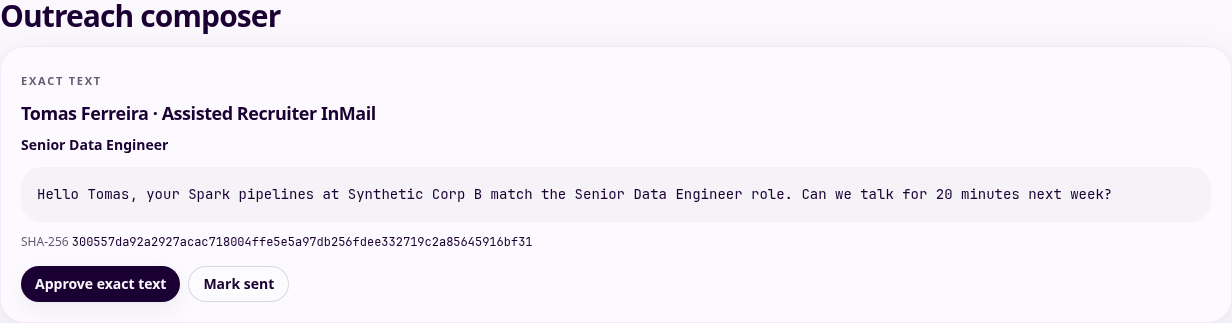 Outreach composer
EXACT TEXT
Tomas Ferreira · Assisted Recruiter InMail
Senior Data Engineer
Hello Tomas, your Spark pipelines at Synthetic Corp B match the Senior Data Engineer role. Can we talk for 20 minutes next week?
SHA-256 300557da92a2927acac718004ffe5e5a97db256fdee332719c2a85645916bf31
Approve exact text Mark sent